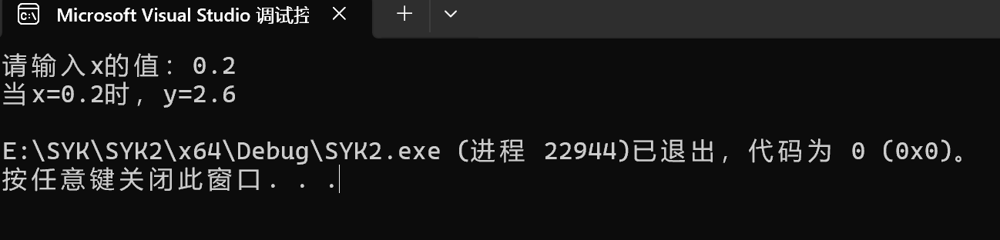 Microsoft Visual Studio 调试控
请输入x的值：0.2
当x=0.2时，y=2.6
E:\SYK\SYK2\x64\Debug\SYK2.exe (进程 22944)已退出，代码为 0 (0x0)。
按任意键关闭此窗口. . .